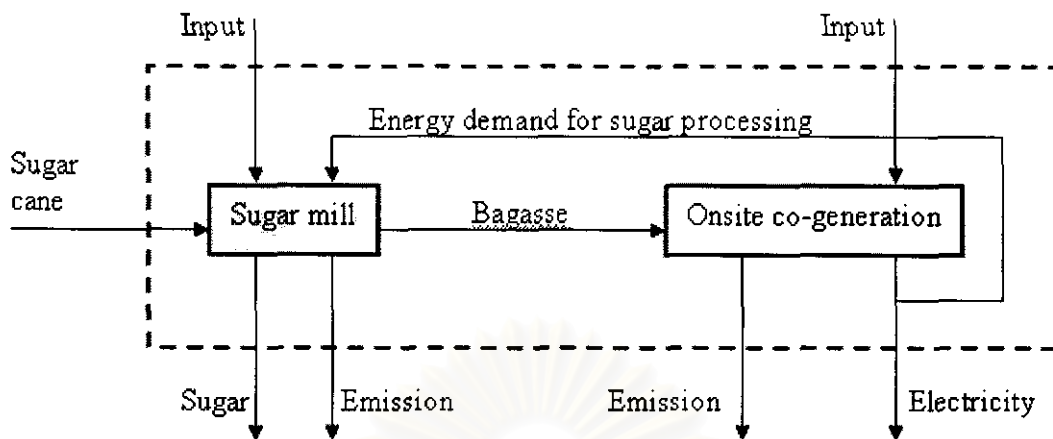 Input
Input
Energy demand for sugar processing
Sugar
cane
Sugar mill
Bagasse
Onsite co-generation
Sugar
Emission
Emission
Electricity